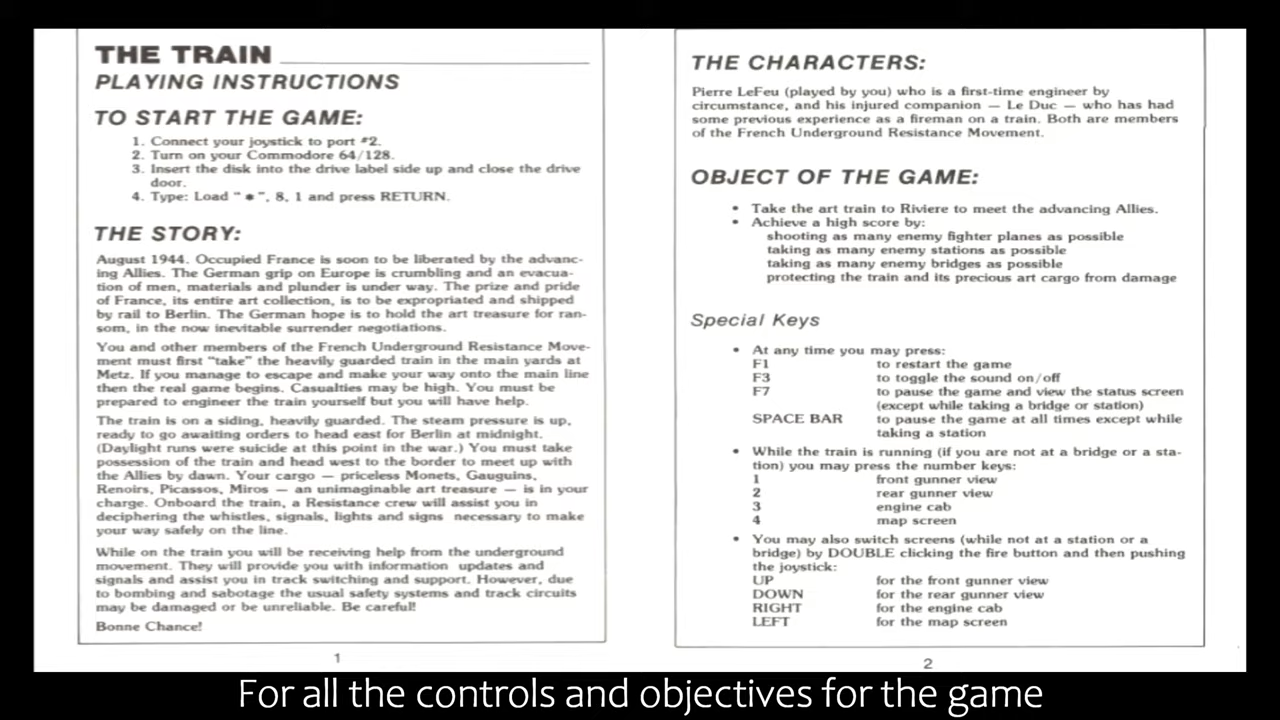 THE TRAIN
PLAYING INSTRUCTIONS
TO START THE GAME:
1. Connect your joystick to port #2.
2. Turn on your Commodore 64/128.
3. Insert the disk into the drive label side up and close the drive
door.
4. Type: Load "*", 8, 1 and press RETURN.
THE STORY:
August 1944. Occupied France is soon to be liberated by the advanc-
ing Allies. The German grip on Europe is crumbling and an evacua-
tion of men, materials and plunder is under way. The prize and pride
of France, its entire art collection, is to be expropriated and shipped
by rail to Berlin. The German hope is to hold the art treasure for ran-
som, in the now inevitable surrender negotiations.
You and other members of the French Underground Resistance Move-
ment must first "take" the heavily guarded train in the main yards at
Metz. If you manage to escape and make your way onto the main line
then the real game begins. Casualties may be high. You must be
prepared to engineer the train yourself but you will have help.
The train is on a siding, heavily guarded. The steam pressure is up,
ready to go awaiting orders to head east for Berlin at midnight.
(Daylight runs were suicide at this point in the war.) You must take
possession of the train and head west to the border to meet up with
the Allies by dawn. Your cargo — priceless Monets, Gauguins,
Renoirs, Picassos, Miros — an unimaginable art treasure — is in your
charge. Onboard the train, a Resistance crew will assist you in
deciphering the whistles, signals, lights and signs necessary to make
your way safely on the line.
While on the train you will be receiving help from the underground
movement. They will provide you with information updates and
signals and assist you in track switching and support. However, due
to bombing and sabotage the usual safety systems and track circuits
may be damaged or be unreliable. Be careful!
Bonne Chance!
1
THE CHARACTERS:
Pierre LeFeu (played by you) who is a first-time engineer by
circumstance, and his injured companion — Le Duc — who has had
some previous experience as a fireman on a train. Both are members
of the French Underground Resistance Movement.
OBJECT OF THE GAME:
• Take the art train to Riviere to meet the advancing Allies.
• Achieve a high score by:
shooting as many enemy fighter planes as possible
taking as many enemy stations as possible
taking as many enemy bridges as possible
protecting the train and its precious art cargo from damage
Special Keys
• At any time you may press:
F1 to restart the game
F3 to toggle the sound on/off
F7 to pause the game and view the status screen
(except while taking a bridge or station)
SPACE BAR to pause the game at all times except while
taking a station
• While the train is running (if you are not at a bridge or a sta-
tion) you may press the number keys:
1 front gunner view
2 rear gunner view
3 engine cab
4 map screen
• You may also switch screens (while not at a station or a
bridge) by DOUBLE clicking the fire button and then pushing
the joystick:
UP for the front gunner view
DOWN for the rear gunner view
RIGHT for the engine cab
LEFT for the map screen
2
For all the controls and objectives for the game